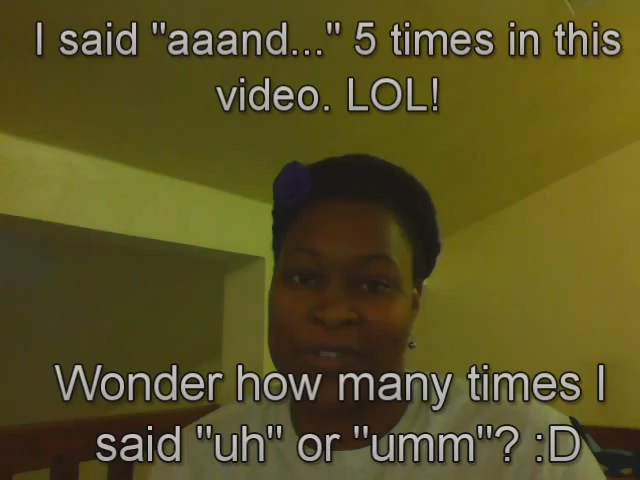 I said "aaand..." 5 times in this
video. LOL!
Wonder how many times I
said "uh" or "umm"? :D